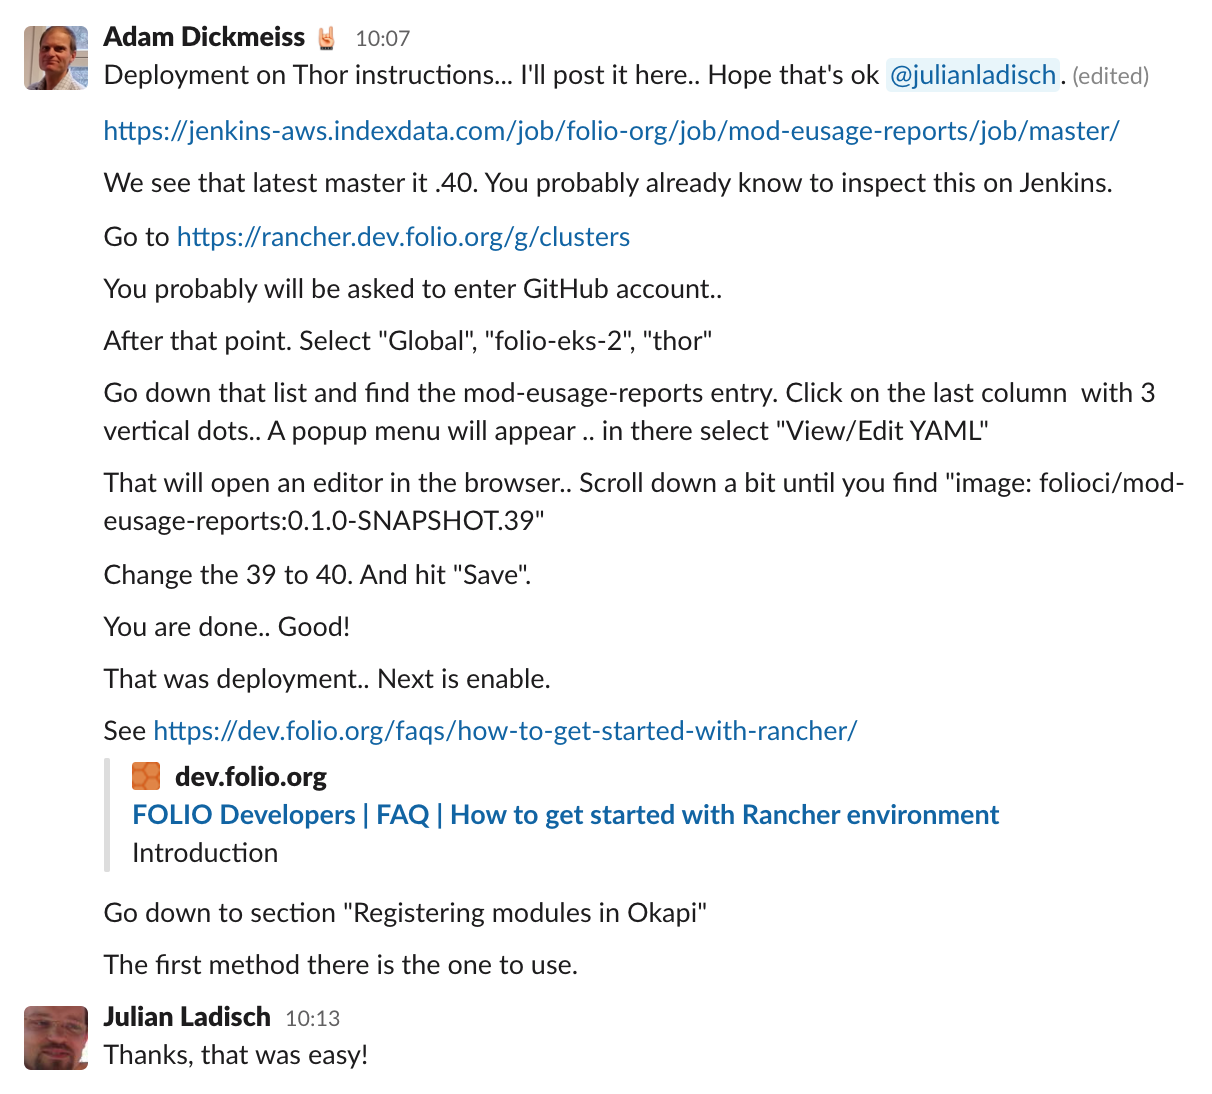 Adam Dickmeiss 🤘 10:07
Deployment on Thor instructions... I'll post it here.. Hope that's ok @julianladisch. (edited)
https://jenkins-aws.indexdata.com/job/folio-org/job/mod-eusage-reports/job/master/
We see that latest master it .40. You probably already know to inspect this on Jenkins.
Go to https://rancher.dev.folio.org/g/clusters
You probably will be asked to enter GitHub account..
After that point. Select "Global", "folio-eks-2", "thor"
Go down that list and find the mod-eusage-reports entry. Click on the last column  with 3
vertical dots.. A popup menu will appear .. in there select "View/Edit YAML"
That will open an editor in the browser.. Scroll down a bit until you find "image: folioci/mod-
eusage-reports:0.1.0-SNAPSHOT.39"
Change the 39 to 40. And hit "Save".
You are done.. Good!
That was deployment.. Next is enable.
See https://dev.folio.org/faqs/how-to-get-started-with-rancher/
dev.folio.org
FOLIO Developers | FAQ | How to get started with Rancher environment
Introduction
Go down to section "Registering modules in Okapi"
The first method there is the one to use.
Julian Ladisch 10:13
Thanks, that was easy!